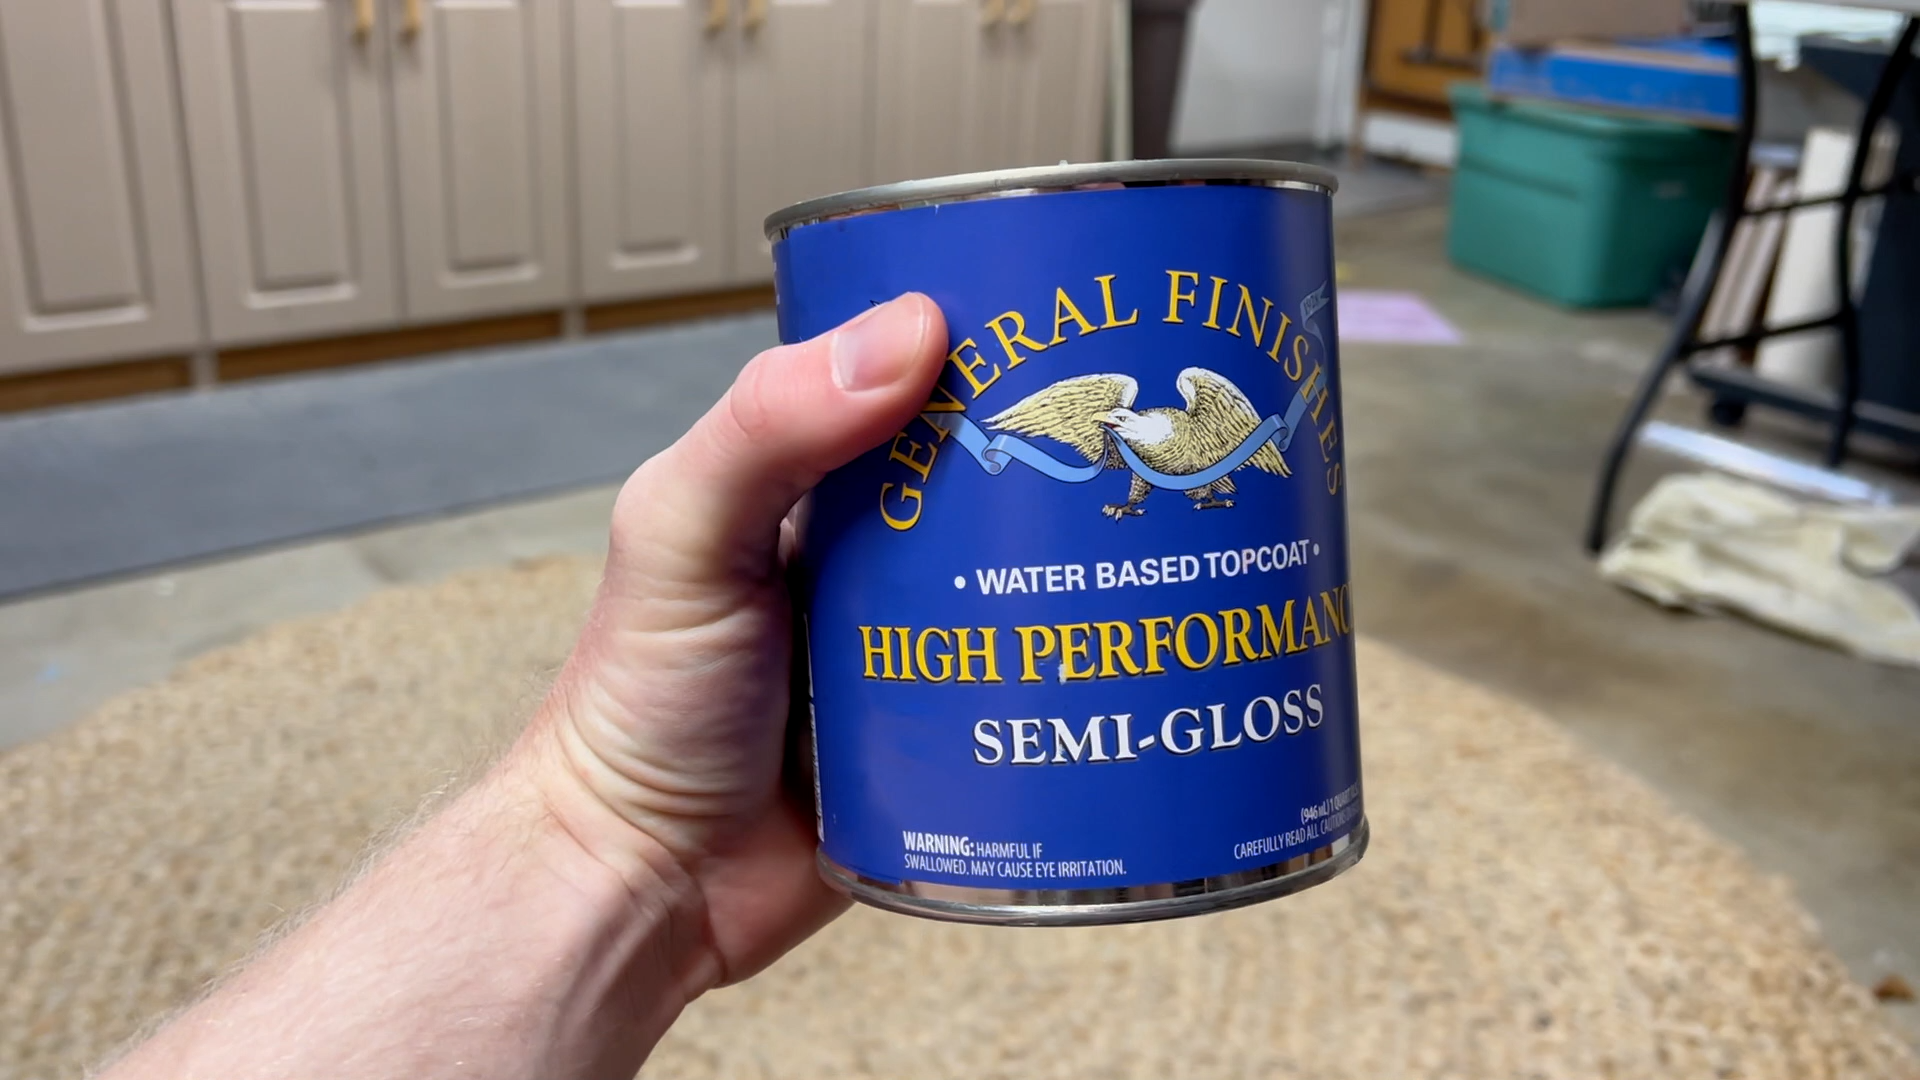 GENERAL FINISHES
• WATER BASED TOPCOAT •
HIGH PERFORMANC
SEMI-GLOSS
WARNING: HARMFUL IF
SWALLOWED. MAY CAUSE EYE IRRITATION.
(946 mL) 1 QUART
CAREFULLY READ ALL CAUTIONS